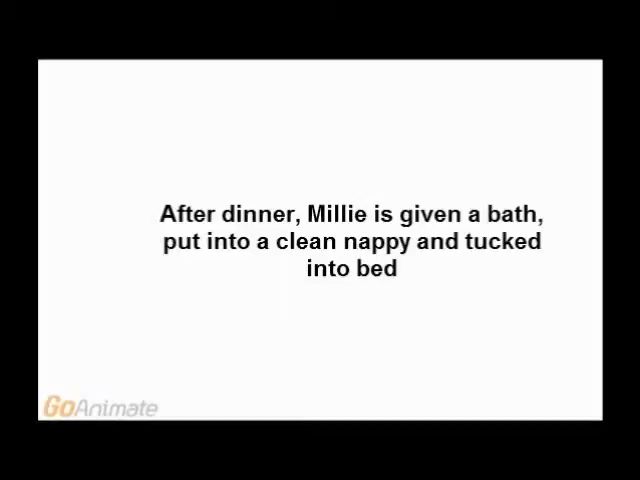 After dinner, Millie is given a bath,
put into a clean nappy and tucked
into bed
GoAnimate